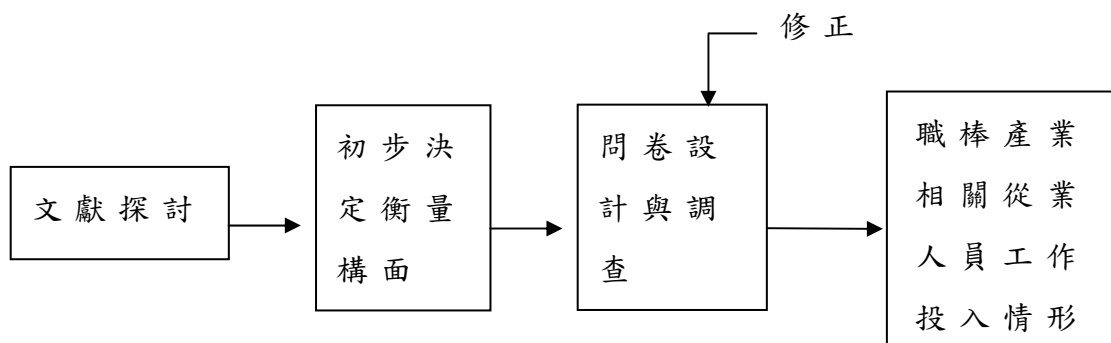 修正
文獻探討
初步決
定衡量
構面
問卷設
計與調
查
職棒產業
相關從業
人員工作
投入情形